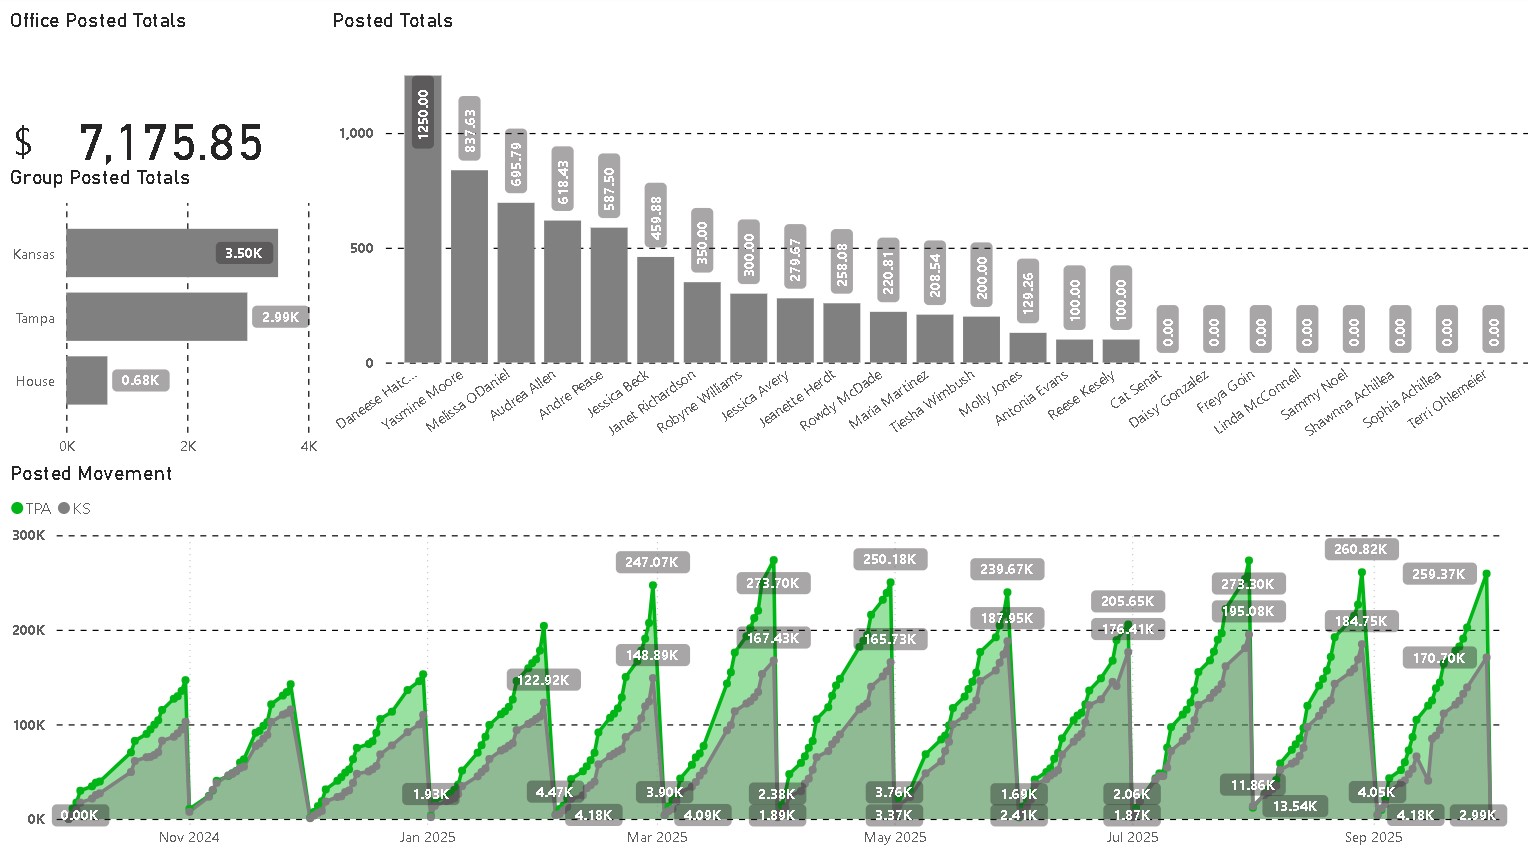 Office Posted Totals
$ 7,175.85
Group Posted Totals
Kansas 3.50K
Tampa 2.99K
House 0.68K
0K 2K 4K
Posted Totals
1,000
500
0
1250.00 837.63 695.79 618.43 587.50 459.88 350.00 300.00 279.67 258.08 220.81 208.54 200.00 129.26 100.00 100.00 0.00 0.00 0.00 0.00 0.00 0.00 0.00 0.00
Daneese Hatc...
Yasmine Moore
Melissa ODaniel
Audrea Allen
Andre Pease
Jessica Beck
Janet Richardson
Robyne Williams
Jessica Avery
Jeanette Herdt
Rowdy McDade
Maria Martinez
Tiesha Wimbush
Molly Jones
Antonia Evans
Reese Kesely
Cat Senat
Daisy Gonzalez
Freya Goin
Linda McConnell
Sammy Noel
Shawnna Achillea
Sophia Achillea
Terri Ohlemeier
Posted Movement
TPA KS
300K
200K
100K
0K
247.07K 273.70K 250.18K 239.67K 205.65K 273.30K 260.82K 259.37K
122.92K 148.89K 167.43K 165.73K 187.95K 176.41K 195.08K 184.75K 170.70K
1.93K 4.47K 3.90K 2.38K 3.76K 1.69K 2.06K 11.86K 4.05K
0.00K 4.18K 4.09K 1.89K 3.37K 2.41K 1.87K 13.54K 4.18K 2.99K
Nov 2024 Jan 2025 Mar 2025 May 2025 Jul 2025 Sep 2025